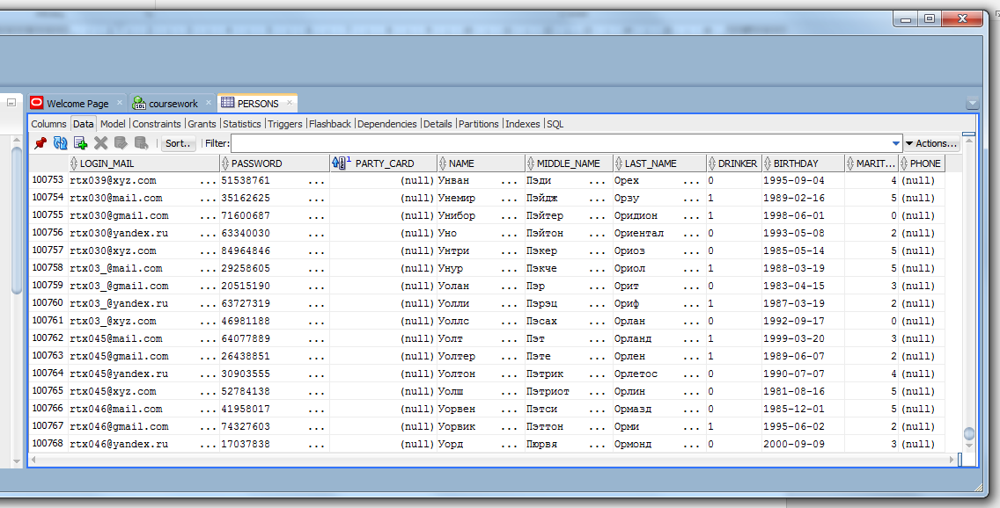 Welcome Page × coursework × PERSONS ×
Columns Data Model Constraints Grants Statistics Triggers Flashback Dependencies Details Partitions Indexes SQL
Sort.. Filter: Actions...
LOGIN_MAIL PASSWORD 1 PARTY_CARD NAME MIDDLE_NAME LAST_NAME DRINKER BIRTHDAY MARIT... PHONE
100753 rtx039@xyz.com ... 51538761 ... (null) Унван ... Пэди ... Орех ... 0 1995-09-04 4 (null)
100754 rtx030@mail.com ... 35162625 ... (null) Унемир ... Пэйдж ... Орзу ... 1 1989-02-16 5 (null)
100755 rtx030@gmail.com ... 71600687 ... (null) Унибор ... Пэйтер ... Оридион ... 1 1998-06-01 0 (null)
100756 rtx030@yandex.ru ... 63340030 ... (null) Уно ... Пэйтон ... Ориентал ... 0 1993-05-08 2 (null)
100757 rtx030@xyz.com ... 84964846 ... (null) Унтри ... Пэкер ... Ориоз ... 0 1985-05-14 5 (null)
100758 rtx03_@mail.com ... 29258605 ... (null) Унур ... Пэкче ... Ориол ... 1 1988-03-19 5 (null)
100759 rtx03_@gmail.com ... 20515190 ... (null) Уолан ... Пэр ... Орит ... 0 1983-04-15 3 (null)
100760 rtx03_@yandex.ru ... 63727319 ... (null) Уолли ... Пэрэц ...Ориф ... 1 1987-03-19 2 (null)
100761 rtx03_@xyz.com ... 46981188 ... (null) Уоллс ... Пэсах ... Орлан ... 0 1992-09-17 0 (null)
100762 rtx045@mail.com ... 64077889 ... (null) Уолт ... Пэт ... Орланд ... 1 1999-03-20 3 (null)
100763 rtx045@gmail.com ... 26438851 ... (null) Уолтер ... Пэте ... Орлен ... 1 1989-06-07 2 (null)
100764 rtx045@yandex.ru ... 30903555 ... (null) Уолтон ... Пэтрик ... Орлетос ... 0 1990-07-07 4 (null)
100765 rtx045@xyz.com ... 52784138 ... (null) Уолш ... Пэтриот ... Орлин ... 0 1981-08-16 5 (null)
100766 rtx046@mail.com ... 41958017 ... (null) Уорвен ... Пэтси ... Ормазд ... 0 1985-12-01 5 (null)
100767 rtx046@gmail.com ... 74327603 ... (null) Уорвик ... Пэттон ... Орми ... 1 1995-06-02 2 (null)
100768 rtx046@yandex.ru ... 17037838 ... (null) Уорд ... Пюрвя ... Ормонд ... 0 2000-09-09 3 (null)